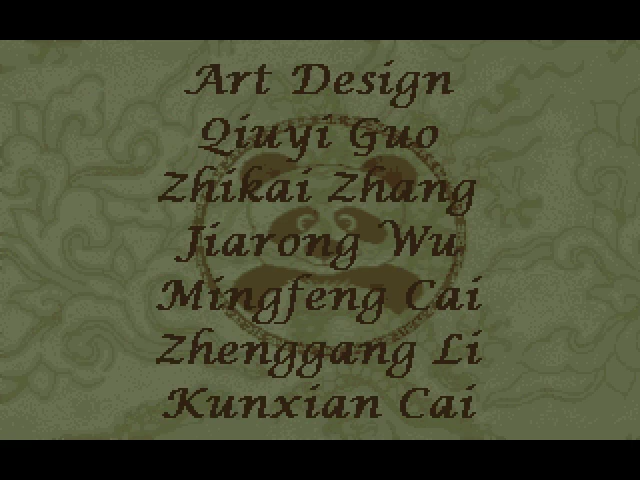 Art Design
Qiuyi Guo
Zhikai Zhang
Jiarong Wu
Mingfeng Cai
Zhenggang Li
Kunxian Cai